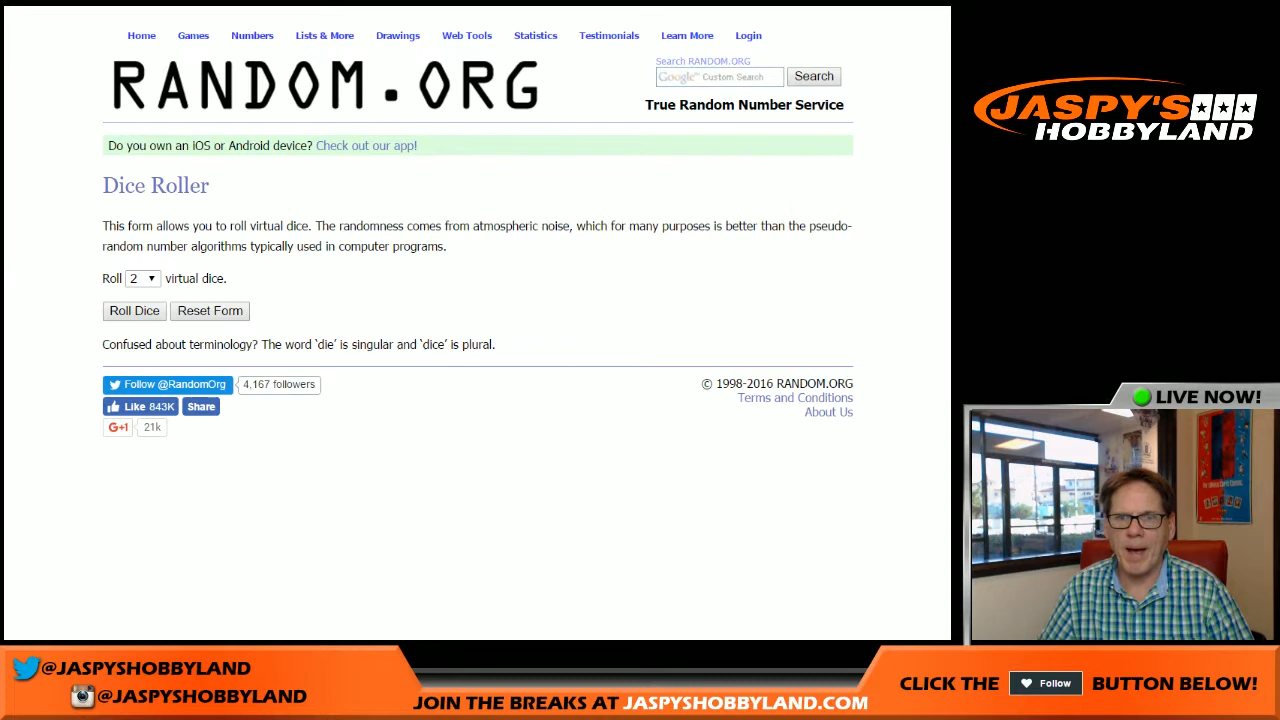 Home Games Numbers Lists & More Drawings Web Tools Statistics Testimonials Learn More Login
RANDOM.ORG
Search RANDOM.ORG
Google™ Custom Search Search
True Random Number Service
Do you own an iOS or Android device? Check out our app!
Dice Roller
This form allows you to roll virtual dice. The randomness comes from atmospheric noise, which for many purposes is better than the pseudo-
random number algorithms typically used in computer programs.
Roll 2 virtual dice.
Roll Dice Reset Form
Confused about terminology? The word ‘die’ is singular and ‘dice’ is plural.
Follow @RandomOrg 4,167 followers
Like 843K Share
G+1 21k
© 1998-2016 RANDOM.ORG
Terms and Conditions
About Us
JASPY'S
HOBBYLAND
LIVE NOW!
@JASPYSHOBBYLAND
@JASPYSHOBBYLAND
JOIN THE BREAKS AT JASPYSHOBBYLAND.COM
CLICK THE Follow BUTTON BELOW!